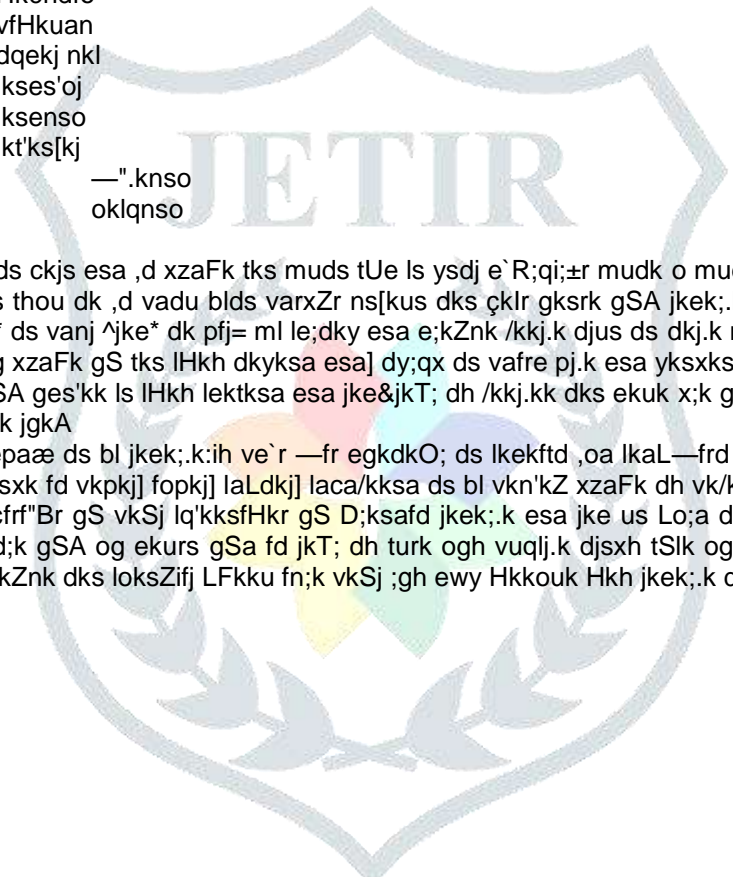 vfHkuan
dqekj nkl
kses'oj
ksenso
kt'ks[kj
—".knso
oklqnso
JETIR
ds ckjs esa ,d xzaFk tks muds tUe ls ysdj e`R;qi;±r mudk o muc
s thou dk ,d vadu blds varxZr ns[kus dks çkIr gksrk gSA jkek;.
* ds vanj ^jke* dk pfj= ml le;dky esa e;kZnk /kkj.k djus ds dkj.k r
g xzaFk gS tks lHkh dkyksa esa] dy;qx ds vafre pj.k esa yksxks
SA ges'kk ls lHkh lektksa esa jke&jkT; dh /kkj.kk dks ekuk x;k g
k jgkA
epaæ ds bl jkek;.k:ih ve`r —fr egkdkO; ds lkekftd ,oa lkaL—frd
sxk fd vkpkj] fopkj] laLdkj] laca/kksa ds bl vkn'kZ xzaFk dh vk/k
cfrf"Br gS vkSj lq'kksfHkr gS D;ksafd jkek;.k esa jke us Lo;a d
d;k gSA og ekurs gSa fd jkT; dh turk ogh vuqlj.k djsxh tSlk og
kZnk dks loksZifj LFkku fn;k vkSj ;gh ewy Hkkouk Hkh jkek;.k d